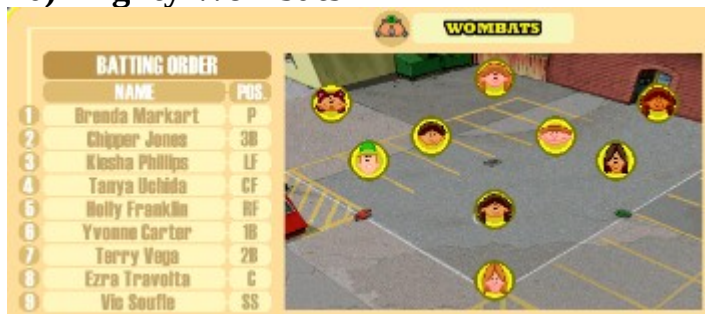 WOMBATS
BATTING ORDER
NAME POS.
1 Brenda Markart P
2 Chipper Jones 3B
3 Kiesha Phillips LF
4 Tanya Uchida CF
5 Holly Franklin RF
6 Yvonne Carter 1B
7 Terry Vega 2B
8 Ezra Travolta C
9 Vic Soufle SS